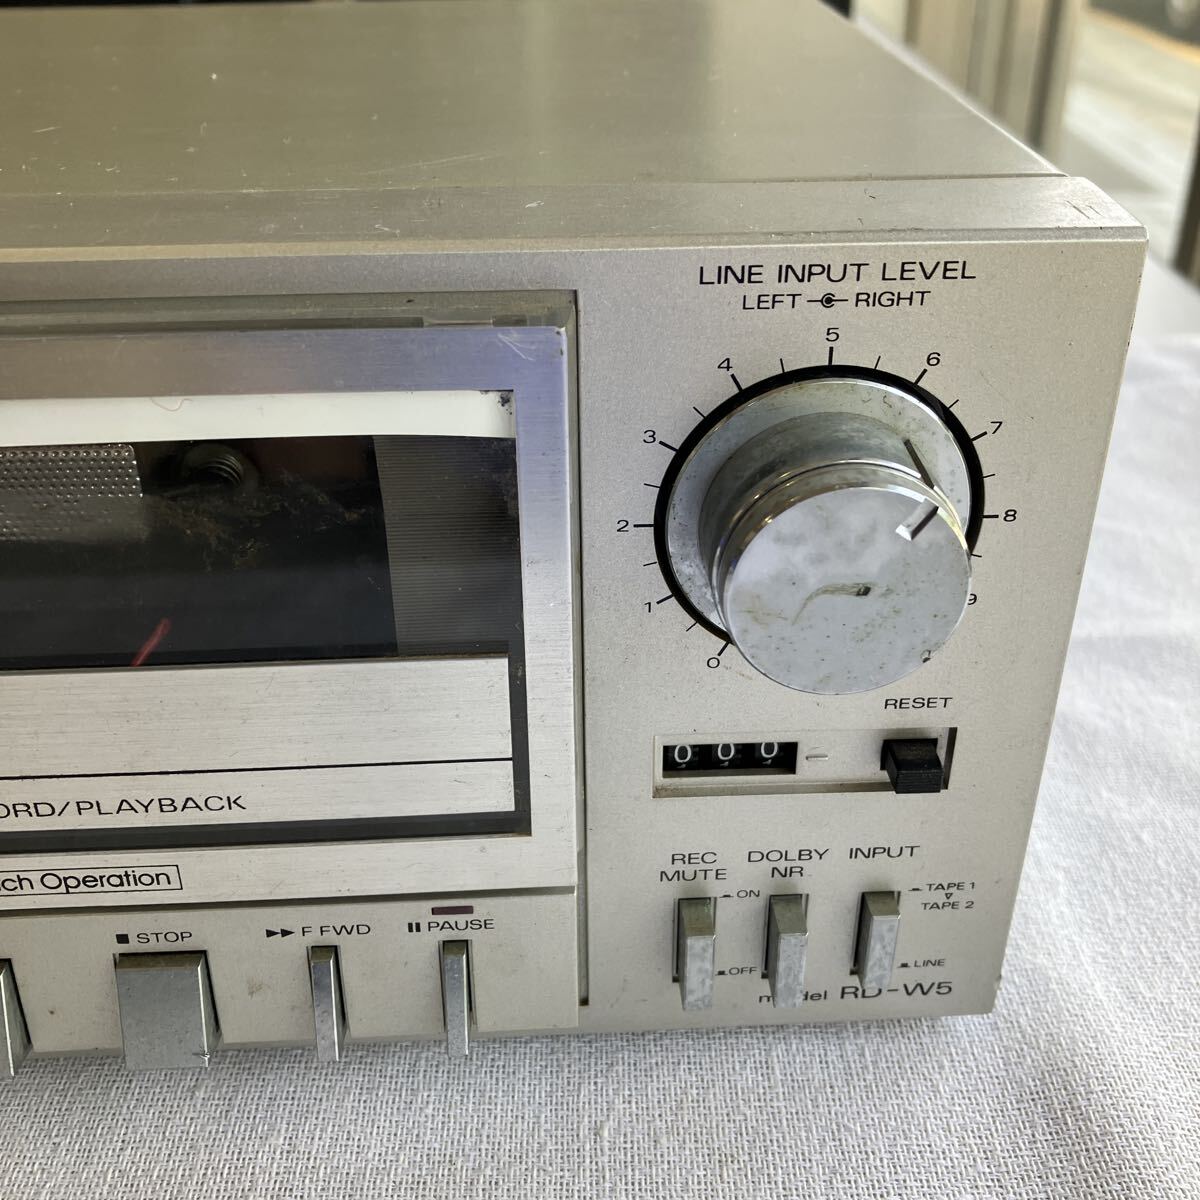 LINE INPUT LEVEL
LEFT RIGHT
0 1 2 3 4 5 6 7 8 9
RESET
0 0 0
ORD/PLAYBACK
ch Operation
STOP
F FWD
PAUSE
REC MUTE
DOLBY NR
INPUT
ON
OFF
TAPE 1
TAPE 2
LINE
model RD-W5